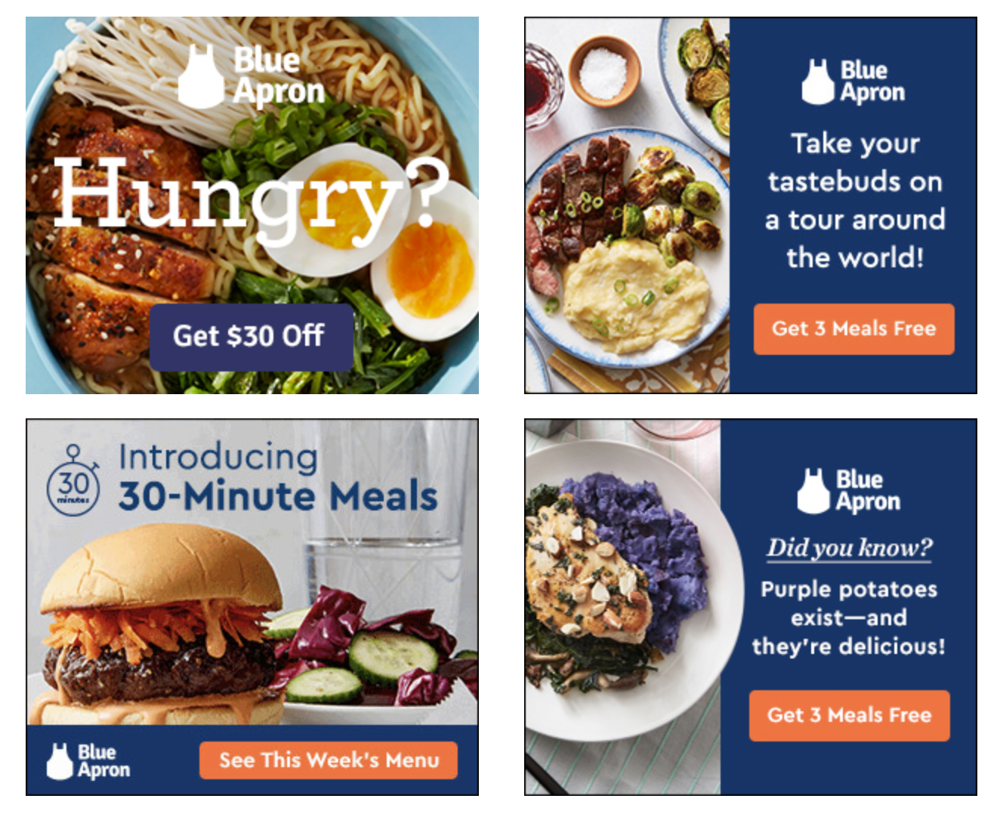 Blue
Apron
Hungry?
Get $30 Off
Blue
Apron
Take your
tastebuds on
a tour around
the world!
Get 3 Meals Free
30
minutes
Introducing
30-Minute Meals
Blue
Apron
See This Week's Menu
Blue
Apron
Did you know?
Purple potatoes
exist—and
they're delicious!
Get 3 Meals Free